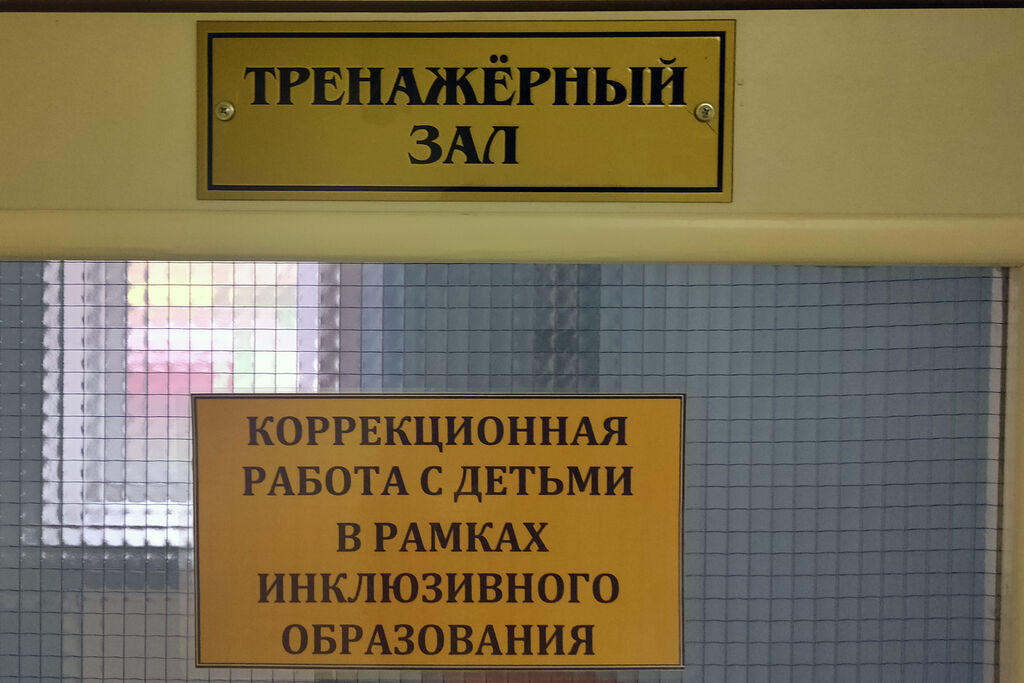 ТРЕНАЖЁРНЫЙ
ЗАЛ
КОРРЕКЦИОННАЯ
РАБОТА С ДЕТЬМИ
В РАМКАХ
ИНКЛЮЗИВНОГО
ОБРАЗОВАНИЯ